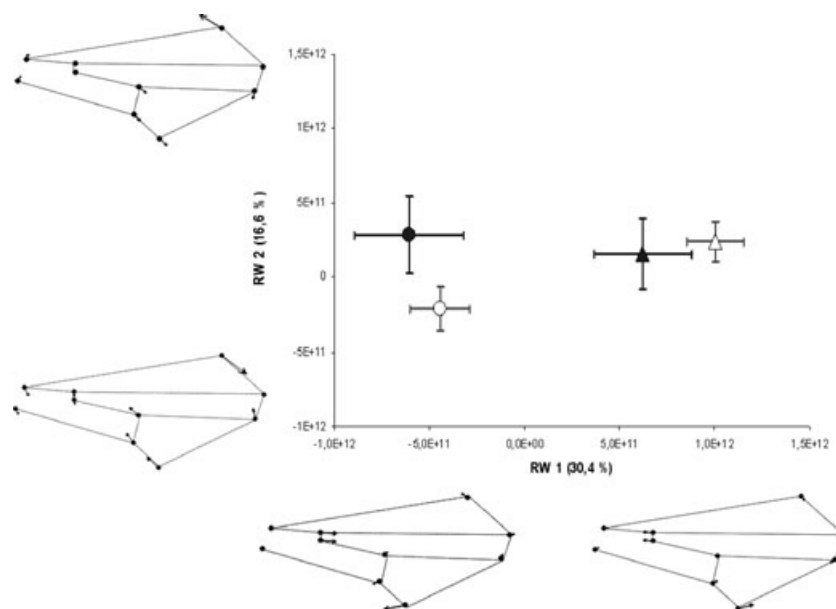 1,5E+12
1E+12
5E+11
0
-5E+11
-1E+12
RW 2 (16,6 %)
-1,0E+12
-5,0E+11
0,0E+00
5,0E+11
1,0E+12
1,5E+12
RW 1 (30,4 %)